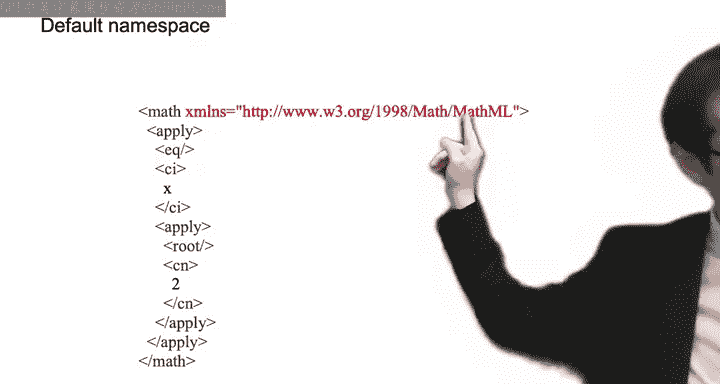 Default namespace
<math xmlns="http://www.w3.org/1998/Math/MathML">
<apply>
<eq/>
<ci>
x
</ci>
<apply>
<root/>
<cn>
2
</cn>
</apply>
</apply>
</math>